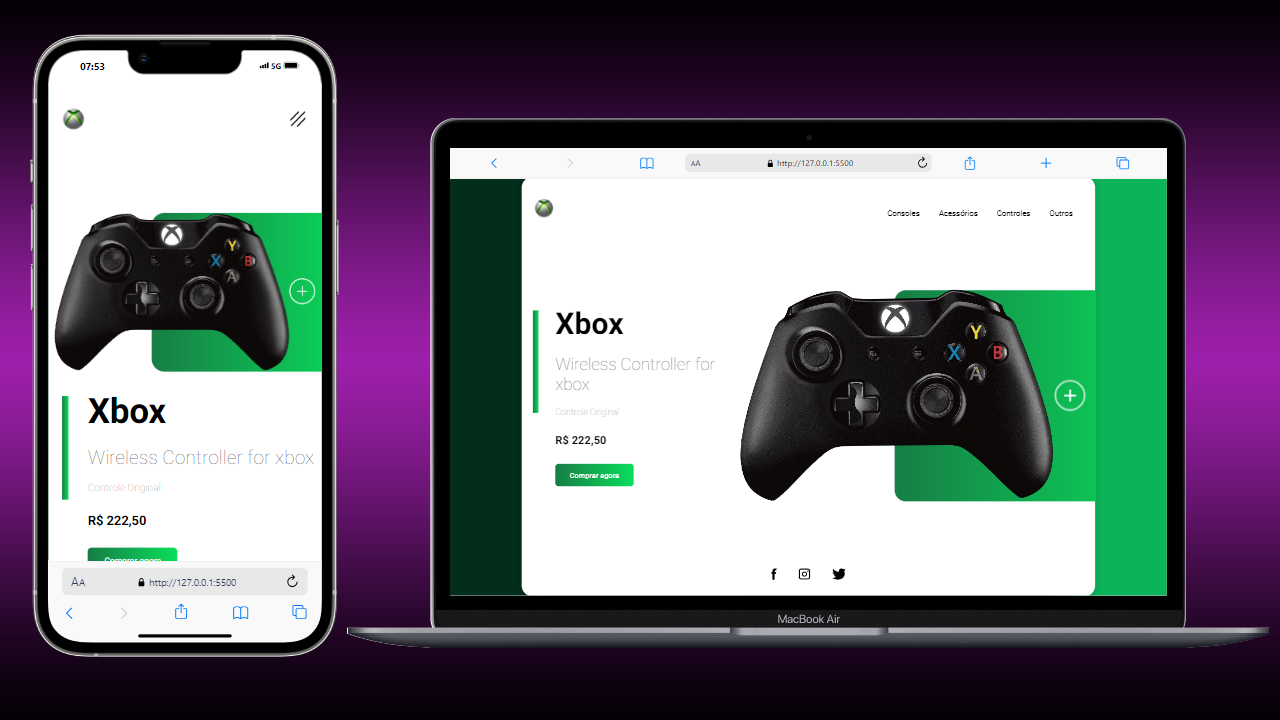 07:53
5G
Y
X
B
A
Xbox
Wireless Controller for xbox
Controle Original
R$ 222,50
Comprar agora
AA
http://127.0.0.1:5500
AA
http://127.0.0.1:5500
Consoles
Acessórios
Controles
Outros
Xbox
Wireless Controller for
xbox
Controle Original
R$ 222,50
Comprar agora
Y
X
B
A
MacBook Air